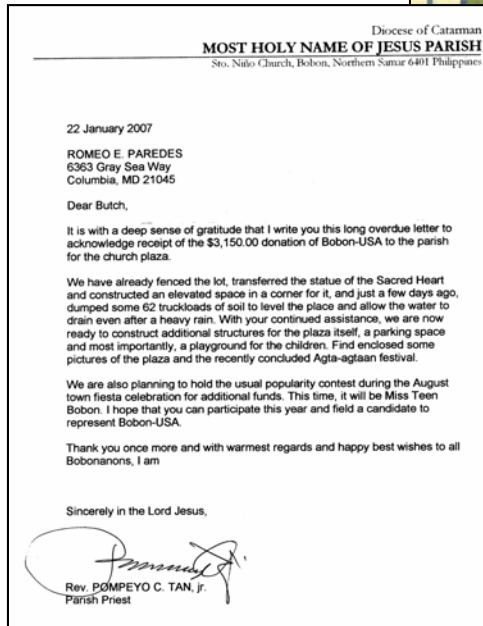 Diocese of Catarman
MOST HOLY NAME OF JESUS PARISH
Sto. Niño Church, Bobon, Northern Samar 6401 Philippines
22 January 2007
ROMEO E. PAREDES
6363 Gray Sea Way
Columbia, MD 21045
Dear Butch,
It is with a deep sense of gratitude that I write you this long overdue letter to
acknowledge receipt of the $3,150.00 donation of Bobon-USA to the parish
for the church plaza.
We have already fenced the lot, transferred the statue of the Sacred Heart
and constructed an elevated space in a corner for it, and just a few days ago,
dumped some 62 truckloads of soil to level the place and allow the water to
drain even after a heavy rain. With your continued assistance, we are now
ready to construct additional structures for the plaza itself, a parking space
and most importantly, a playground for the children. Find enclosed some
pictures of the plaza and the recently concluded Agta-agtaan festival.
We are also planning to hold the usual popularity contest during the August
town fiesta celebration for additional funds. This time, it will be Miss Teen
Bobon. I hope that you can participate this year and field a candidate to
represent Bobon-USA.
Thank you once more and with warmest regards and happy best wishes to all
Bobonanons, I am
Sincerely in the Lord Jesus,
Rev. POMPEYO C. TAN, jr.
Parish Priest